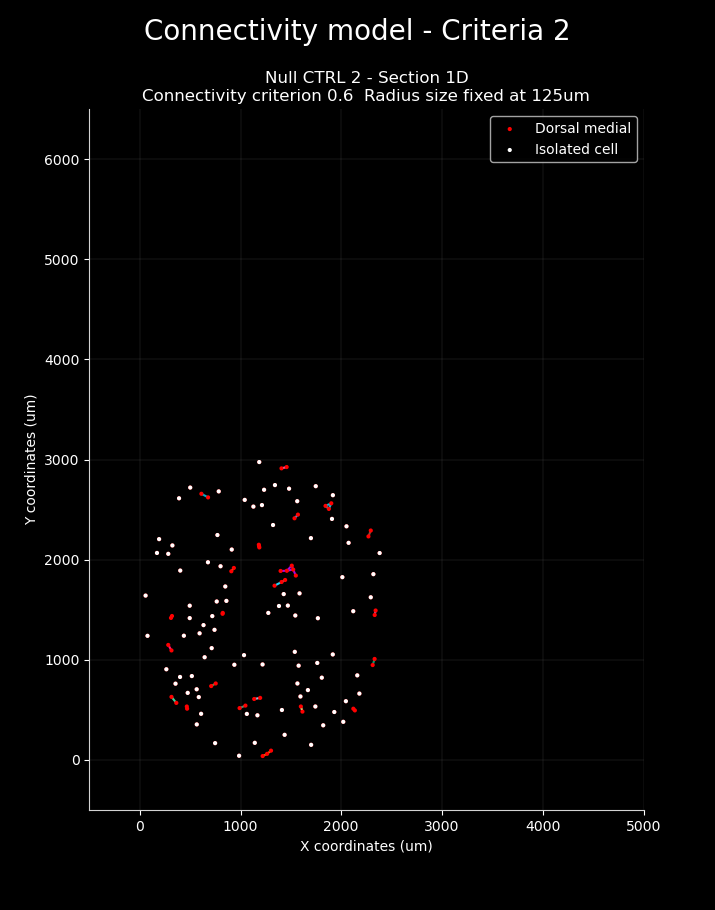 Connectivity model - Criteria 2
Null CTRL 2 - Section 1D
Connectivity criterion 0.6  Radius size fixed at 125um
Dorsal medial
Isolated cell
6000
5000
4000
3000
2000
1000
0
Y coordinates (um)
0 1000 2000 3000 4000 5000
X coordinates (um)